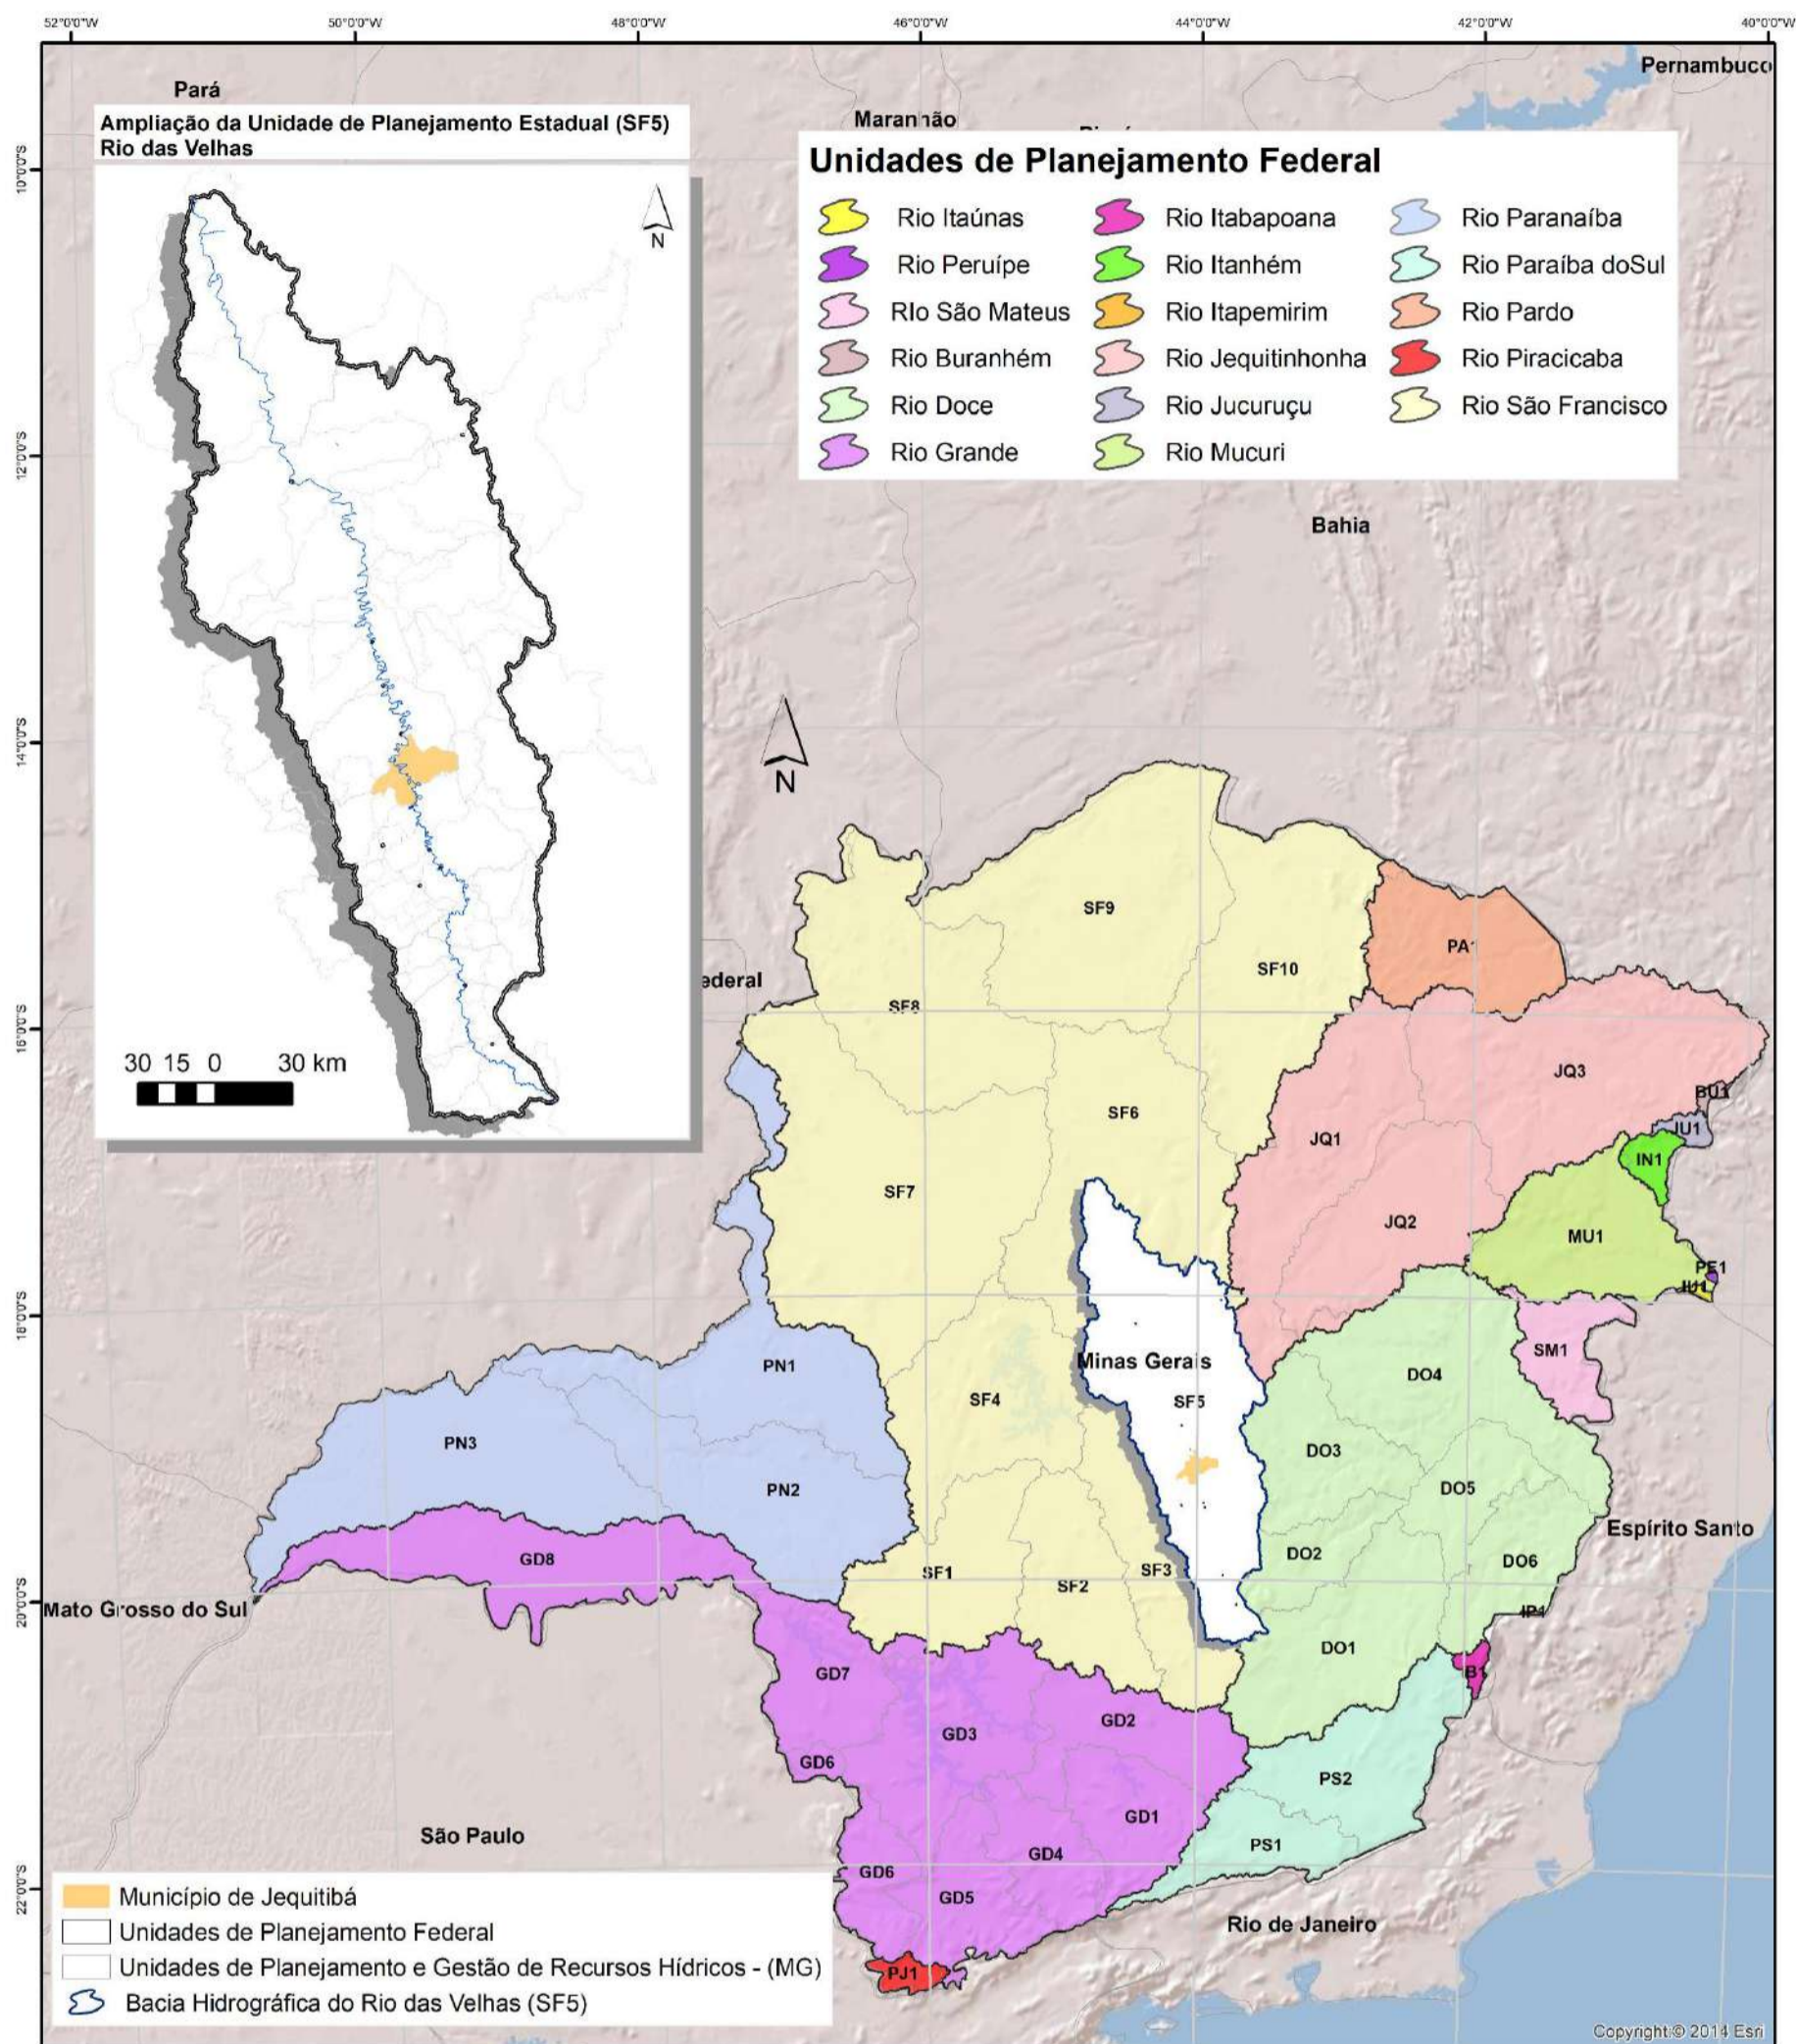 52°0'0"W 50°0'0"W 48°0'0"W 46°0'0"W 44°0'0"W 42°0'0"W 40°0'0"W
Pernambuco
Pará
Maranhão
Ampliação da Unidade de Planejamento Estadual (SF5)
Rio das Velhas
N
30 15 0 30 km
Unidades de Planejamento Federal
Rio Itaúnas
Rio Peruípe
RIo São Mateus
Rio Buranhém
Rio Doce
Rio Grande
Rio Itabapoana
Rio Itanhém
Rio Itapemirim
Rio Jequitinhonha
Rio Jucuruçu
Rio Mucuri
Rio Paranaíba
Rio Paraíba doSul
Rio Pardo
Rio Piracicaba
Rio São Francisco
10°0'0"S
12°0'0"S
14°0'0"S
16°0'0"S
18°0'0"S
20°0'0"S
22°0'0"S
Bahia
N
SF9
PA1
ederal
SF10
SF8
JQ3
BU1
SF6
JU1
JQ1
IN1
SF7
JQ2
MU1
PE1
IU1
SM1
Minas Gerais
PN1
DO4
SF4
SF5
PN3
DO3
PN2
DO5
Espírito Santo
GD8
DO2
DO6
SF1
SF3
SF2
Mato Grosso do Sul
IP1
DO1
GD7
B1
GD2
GD3
GD6
PS2
GD1
São Paulo
PS1
GD4
GD6
GD5
Rio de Janeiro
PJ1
Município de Jequitibá
Unidades de Planejamento Federal
Unidades de Planejamento e Gestão de Recursos Hídricos - (MG)
Bacia Hidrográfica do Rio das Velhas (SF5)
Copyright:© 2014 Esri